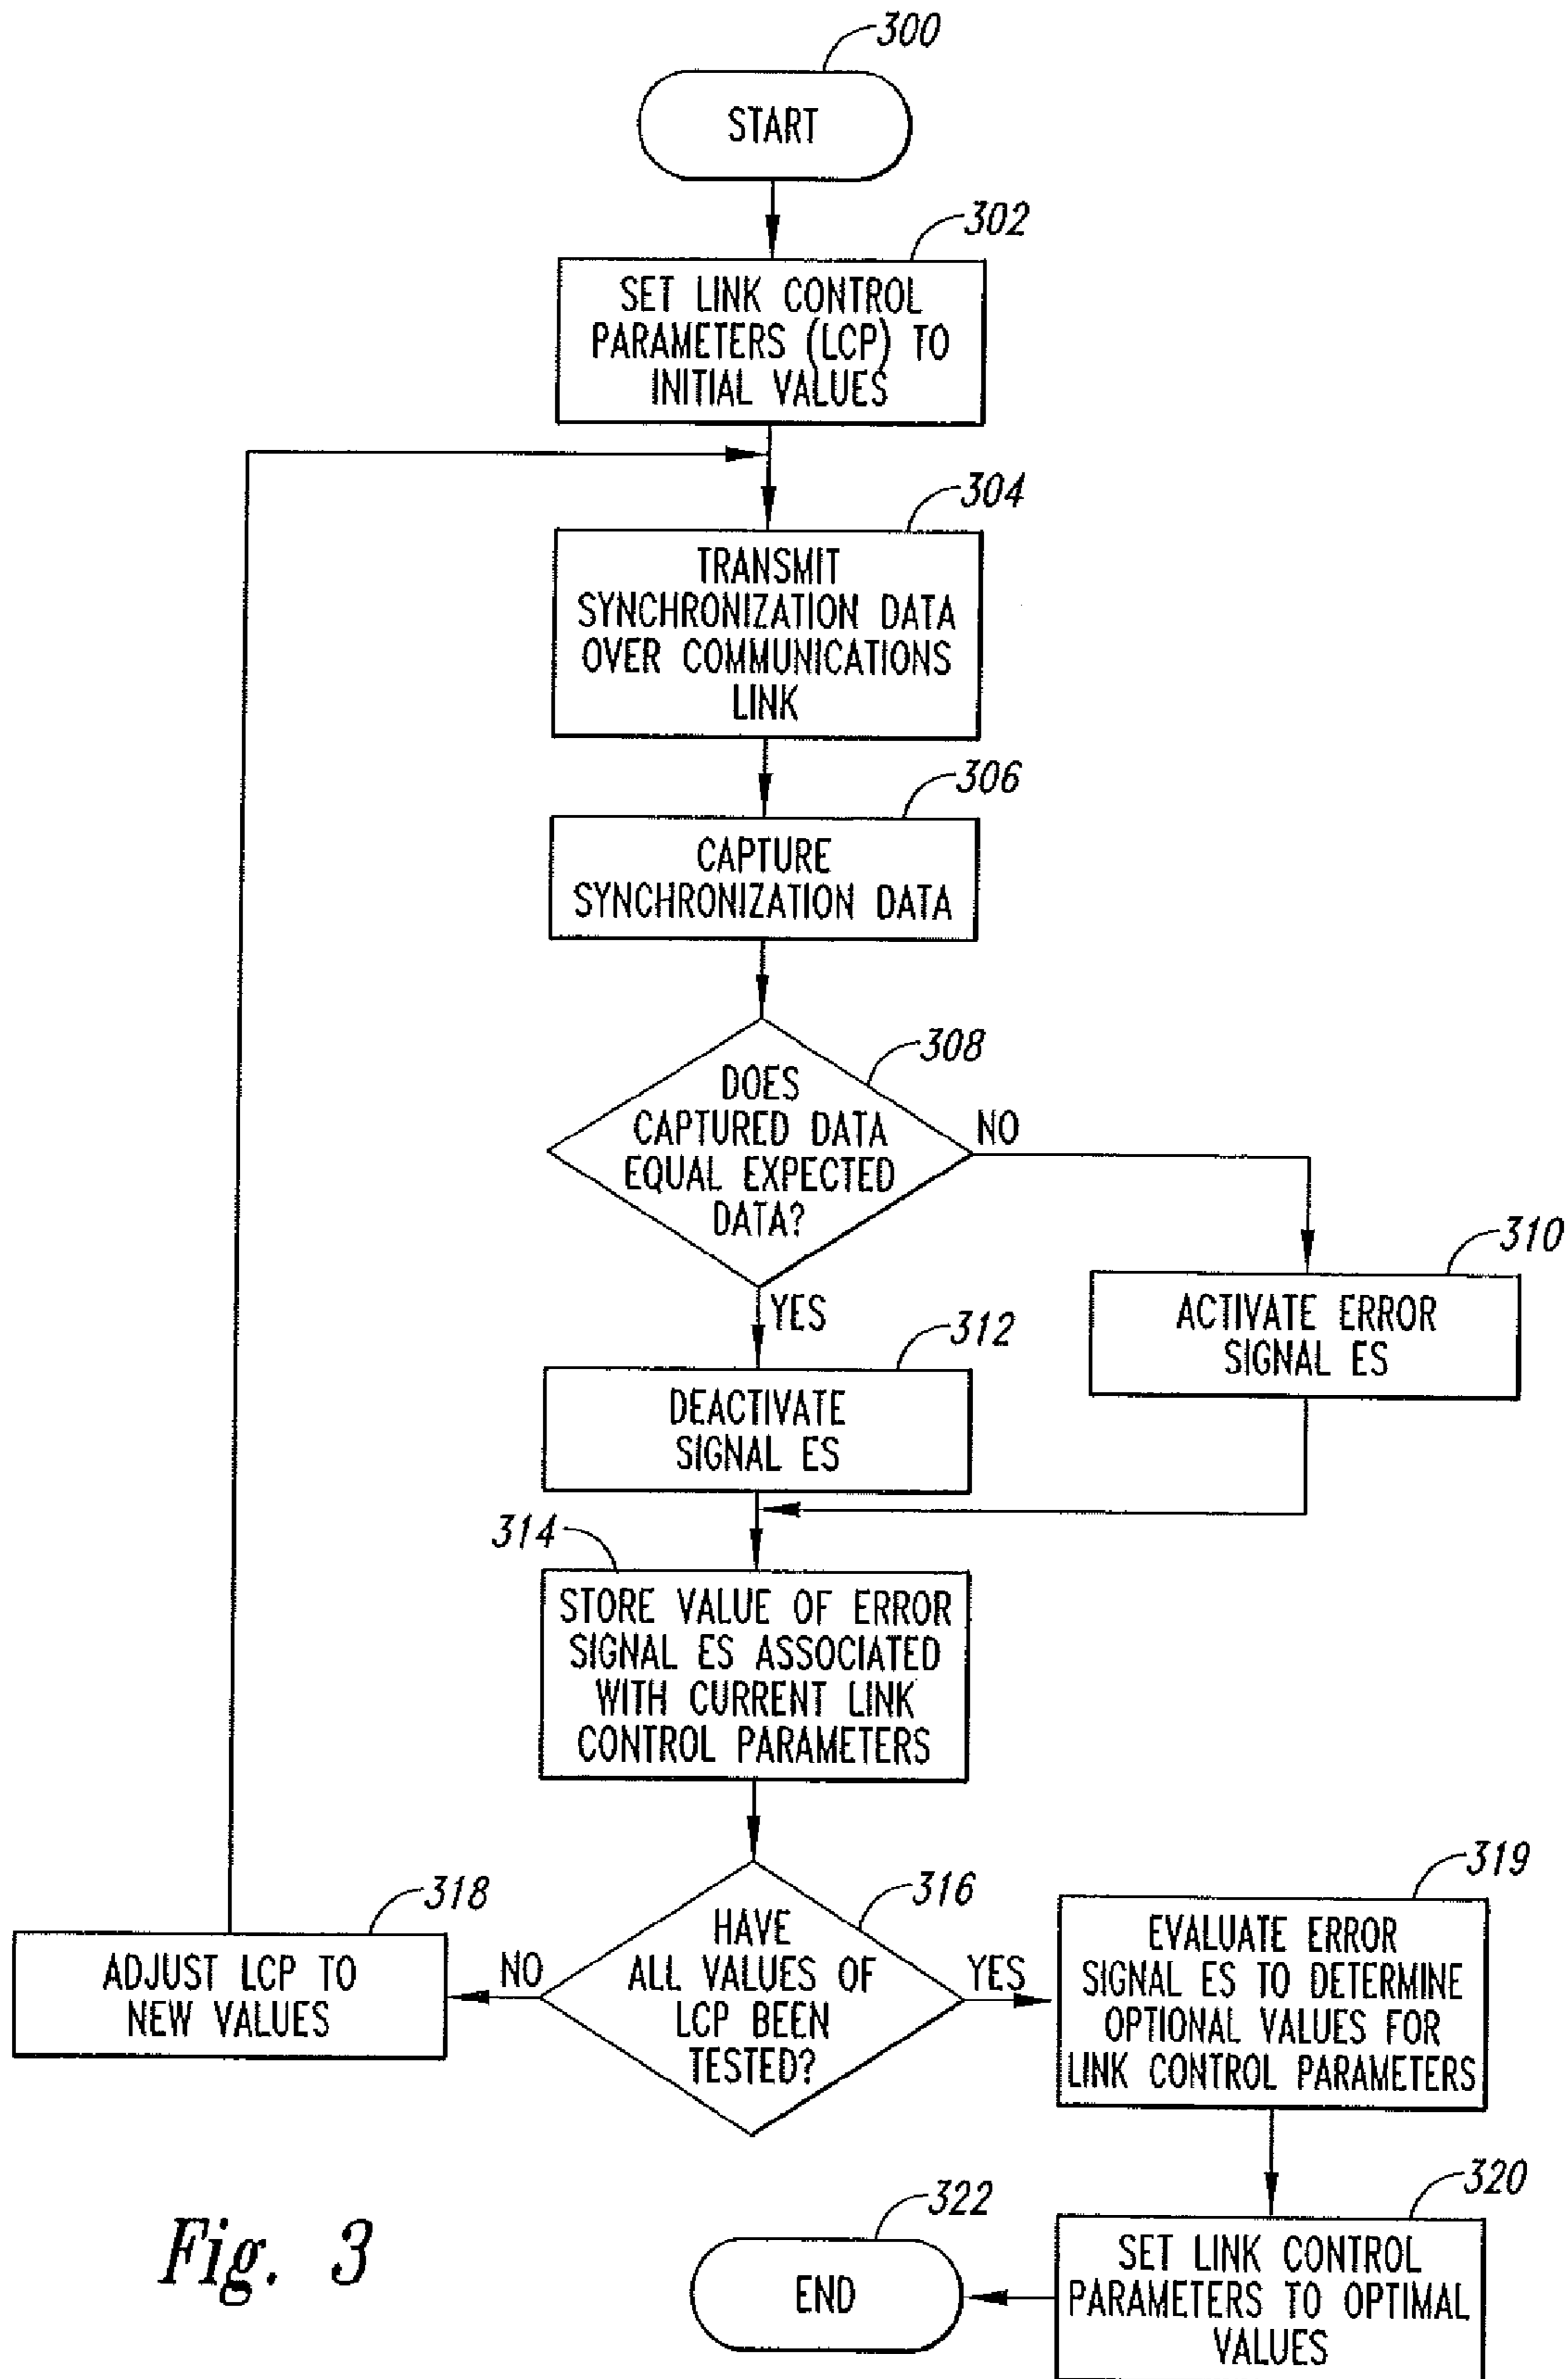 300
START
302
SET LINK CONTROL
PARAMETERS (LCP) TO
INITIAL VALUES
304
TRANSMIT
SYNCHRONIZATION DATA
OVER COMMUNICATIONS
LINK
306
CAPTURE
SYNCHRONIZATION DATA
308
DOES
CAPTURED DATA
EQUAL EXPECTED
DATA?
NO
310
ACTIVATE ERROR
SIGNAL ES
YES
312
DEACTIVATE
SIGNAL ES
314
STORE VALUE OF ERROR
SIGNAL ES ASSOCIATED
WITH CURRENT LINK
CONTROL PARAMETERS
316
HAVE
ALL VALUES OF
LCP BEEN
TESTED?
NO
318
ADJUST LCP TO
NEW VALUES
YES
319
EVALUATE ERROR
SIGNAL ES TO DETERMINE
OPTIONAL VALUES FOR
LINK CONTROL PARAMETERS
320
SET LINK CONTROL
PARAMETERS TO OPTIMAL
VALUES
322
END
Fig. 3